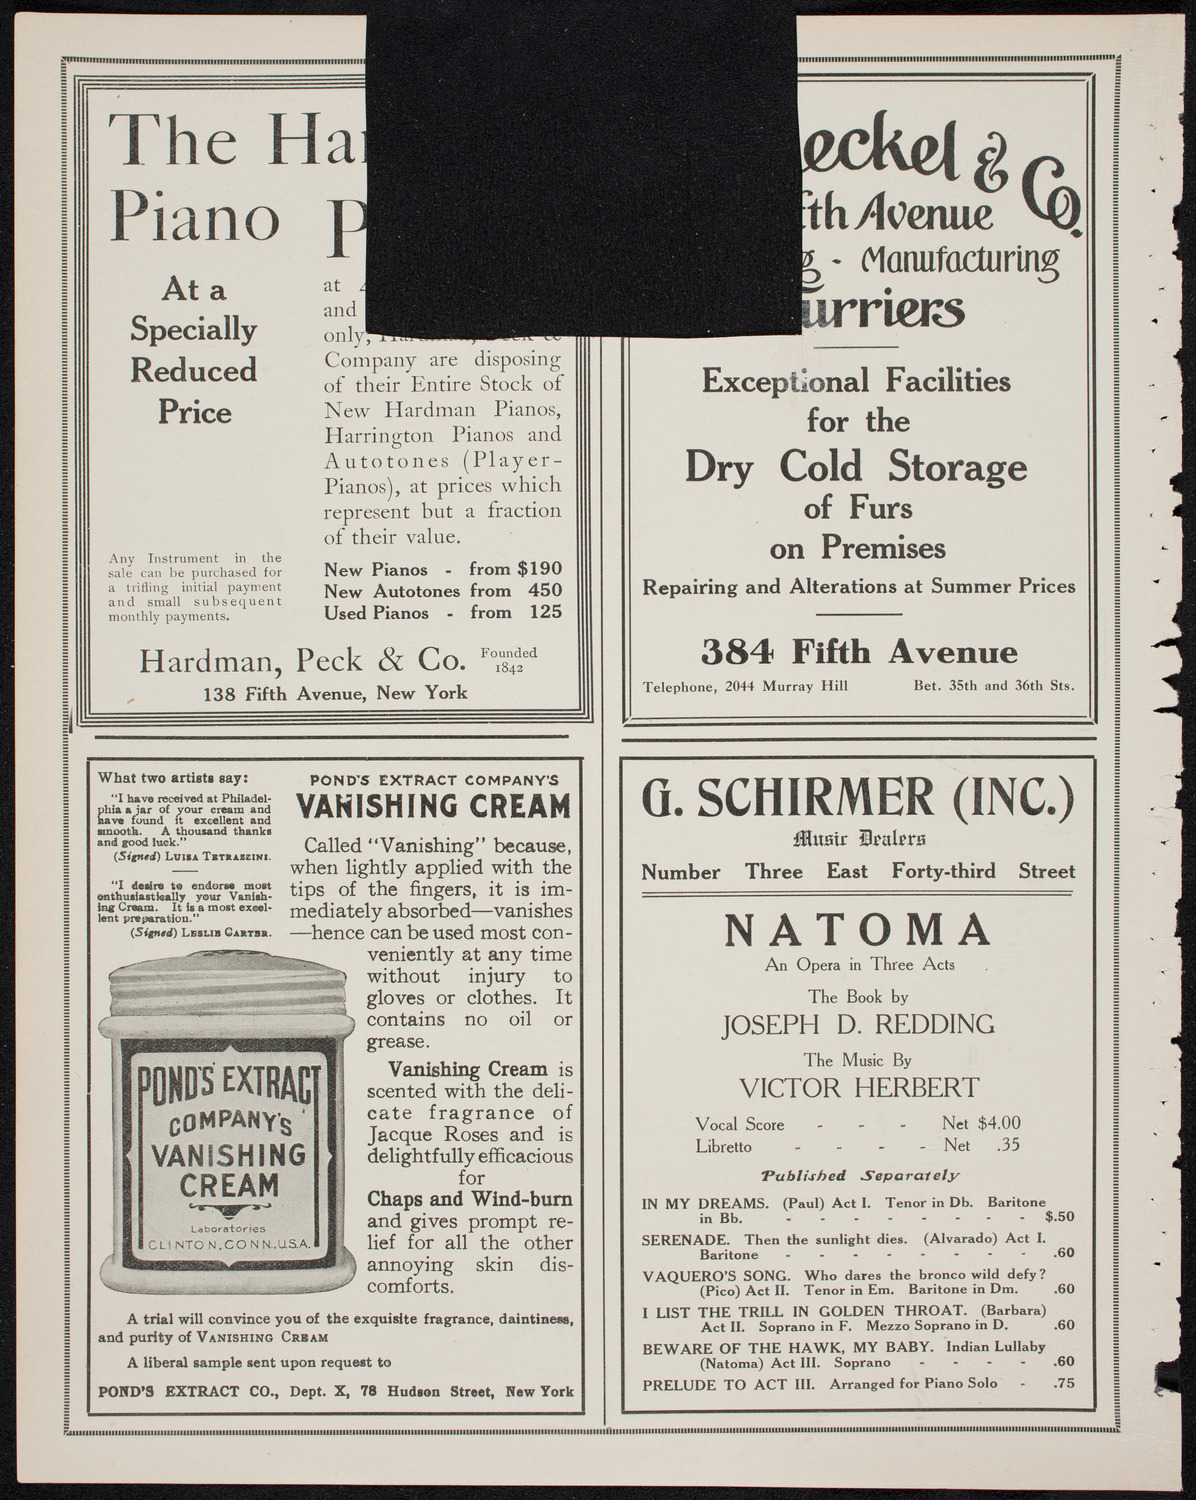 The
Piano
At a
Specially
Reduced
Price
at
and
only,
Company are disposing
of their Entire Stock of
New Hardman Pianos,
Harrington Pianos and
Autotones (Player-
Pianos), at prices which
represent but a fraction
of their value.
Any Instrument in the
sale can be purchased for
a trifling initial payment
and small subsequent
monthly payments.
New Pianos - from $190
New Autotones from 450
Used Pianos - from 125
Hardman, Peck & Co. Founded
1842
138 Fifth Avenue, New York
eckel & Co.
th Avenue
- Manufacturing
urriers
Exceptional Facilities
for the
Dry Cold Storage
of Furs
on Premises
Repairing and Alterations at Summer Prices
384 Fifth Avenue
Telephone, 2044 Murray Hill Bet. 35th and 36th Sts.
What two artists say:
"I have received at Philadel-
phia a jar of your cream and
have found it excellent and
smooth. A thousand thanks
and good luck."
(Signed) LUISA TETRAZZINI.
"I desire to endorse most
enthusiastically your Vanish-
ing Cream. It is a most excel-
lent preparation."
(Signed) LESLIE CARTER.
POND'S EXTRACT COMPANY'S
VANISHING CREAM
Called "Vanishing" because,
when lightly applied with the
tips of the fingers, it is im-
mediately absorbed—vanishes
—hence can be used most con-
veniently at any time
without injury to
gloves or clothes. It
contains no oil or
grease.
Vanishing Cream is
scented with the deli-
cate fragrance of
Jacque Roses and is
delightfully efficacious
for
Chaps and Wind-burn
and gives prompt re-
lief for all the other
annoying skin dis-
comforts.
POND'S EXTRACT
COMPANY'S
VANISHING
CREAM
Laboratories
CLINTON, CONN., U.S.A.
A trial will convince you of the exquisite fragrance, daintiness,
and purity of VANISHING CREAM
A liberal sample sent upon request to
POND'S EXTRACT CO., Dept. X, 78 Hudson Street, New York
G. SCHIRMER (INC.)
Music Dealers
Number Three East Forty-third Street
NATOMA
An Opera in Three Acts
The Book by
JOSEPH D. REDDING
The Music By
VICTOR HERBERT
Vocal Score - - - Net $4.00
Libretto - - - - Net .35
Published Separately
IN MY DREAMS. (Paul) Act I. Tenor in Db. Baritone
in Bb. - - - - - - - - - $.50
SERENADE. Then the sunlight dies. (Alvarado) Act I.
Baritone - - - - - - - - .60
VAQUERO'S SONG. Who dares the bronco wild defy?
(Pico) Act II. Tenor in Em. Baritone in Dm. .60
I LIST THE TRILL IN GOLDEN THROAT. (Barbara)
Act II. Soprano in F. Mezzo Soprano in D. .60
BEWARE OF THE HAWK, MY BABY. Indian Lullaby
(Natoma) Act III. Soprano - - - - .60
PRELUDE TO ACT III. Arranged for Piano Solo - .75